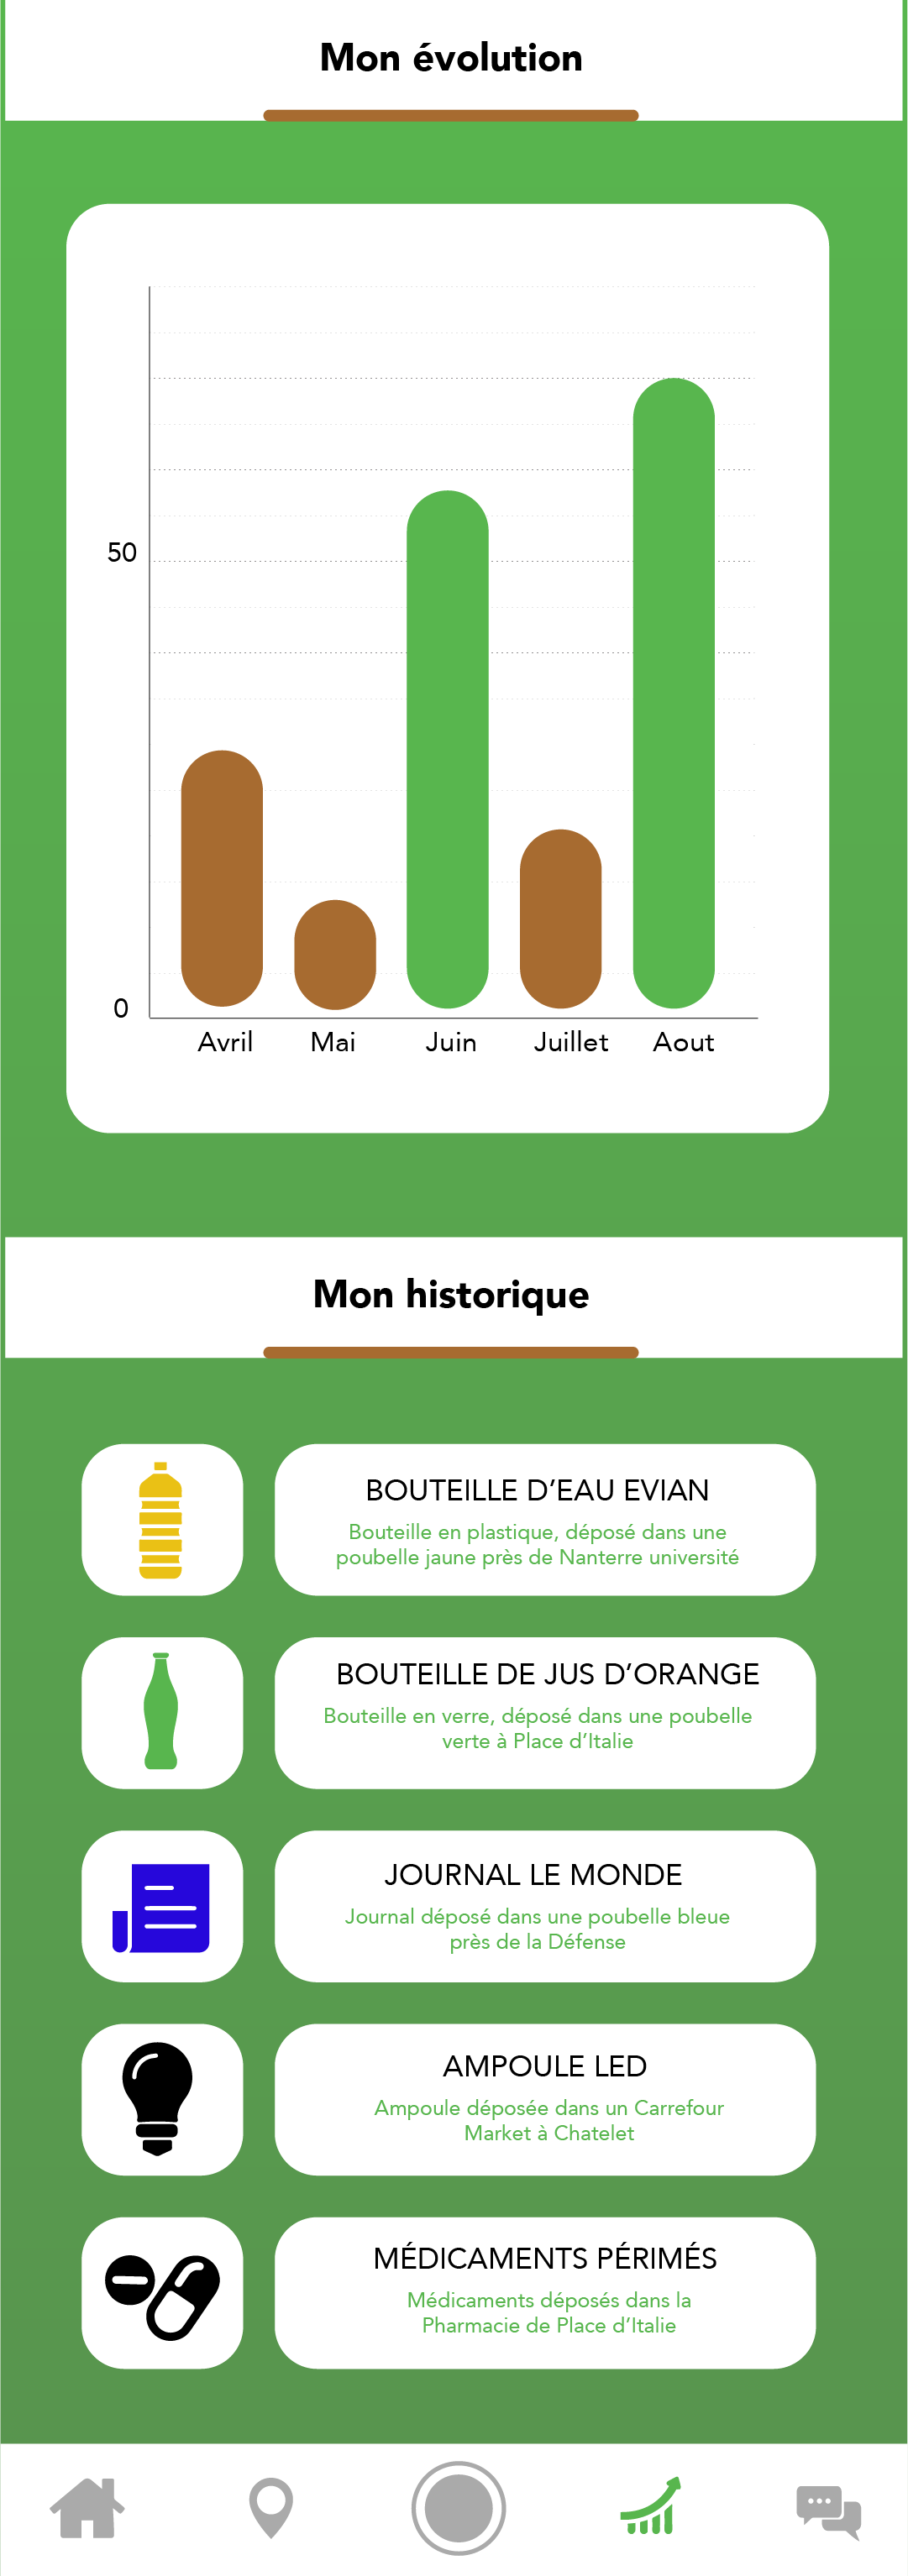 Mon évolution
50
0
Avril Mai Juin Juillet Aout
Mon historique
BOUTEILLE D’EAU EVIAN
Bouteille en plastique, déposé dans une
poubelle jaune près de Nanterre université
BOUTEILLE DE JUS D’ORANGE
Bouteille en verre, déposé dans une poubelle
verte à Place d’Italie
JOURNAL LE MONDE
Journal déposé dans une poubelle bleue
près de la Défense
AMPOULE LED
Ampoule déposée dans un Carrefour
Market à Chatelet
MÉDICAMENTS PÉRIMÉS
Médicaments déposés dans la
Pharmacie de Place d’Italie